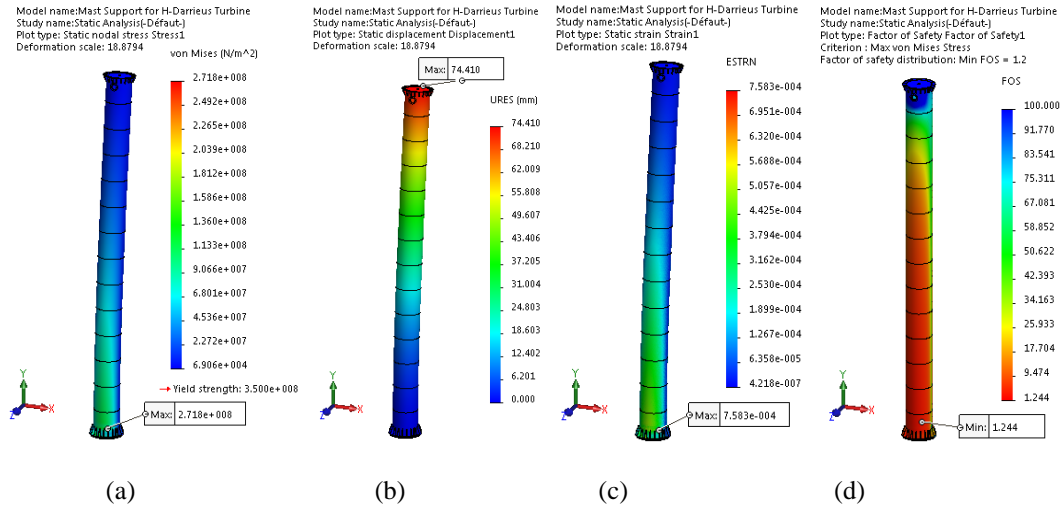 Model name:Mast Support for H-Darrieus Turbine
Study name:Static Analysis(-Défaut-)
Plot type: Static nodal stress Stress1
Deformation scale: 18.8794
von Mises (N/m^2)
2.718e+008
2.492e+008
2.265e+008
2.039e+008
1.812e+008
1.586e+008
1.360e+008
1.133e+008
9.066e+007
6.801e+007
4.536e+007
2.272e+007
6.906e+004
Yield strength: 3.500e+008
Max: 2.718e+008
Y
X
Z
(a)
Model name:Mast Support for H-Darrieus Turbine
Study name:Static Analysis(-Défaut-)
Plot type: Static displacement Displacement1
Deformation scale: 18.8794
Max: 74.410
URES (mm)
74.410
68.210
62.009
55.808
49.607
43.406
37.205
31.004
24.804
18.603
12.402
6.201
0.000
Y
X
Z
(b)
Model name:Mast Support for H-Darrieus Turbine
Study name:Static Analysis(-Défaut-)
Plot type: Static strain Strain1
Deformation scale: 18.8794
ESTRN
7.583e-004
6.951e-004
6.320e-004
5.688e-004
5.057e-004
4.425e-004
3.794e-004
3.162e-004
2.530e-004
1.899e-004
1.267e-004
6.358e-005
4.218e-007
Max: 7.583e-004
Y
X
Z
(c)
Model name:Mast Support for H-Darrieus Turbine
Study name:Static Analysis(-Défaut-)
Plot type: Factor of Safety Factor of Safety1
Criterion : Max von Mises Stress
Factor of safety distribution: Min FOS = 1.2
FOS
100.000
91.770
83.541
75.311
67.081
58.852
50.622
42.393
34.163
25.933
17.704
9.474
1.244
Min: 1.244
Y
X
Z
(d)